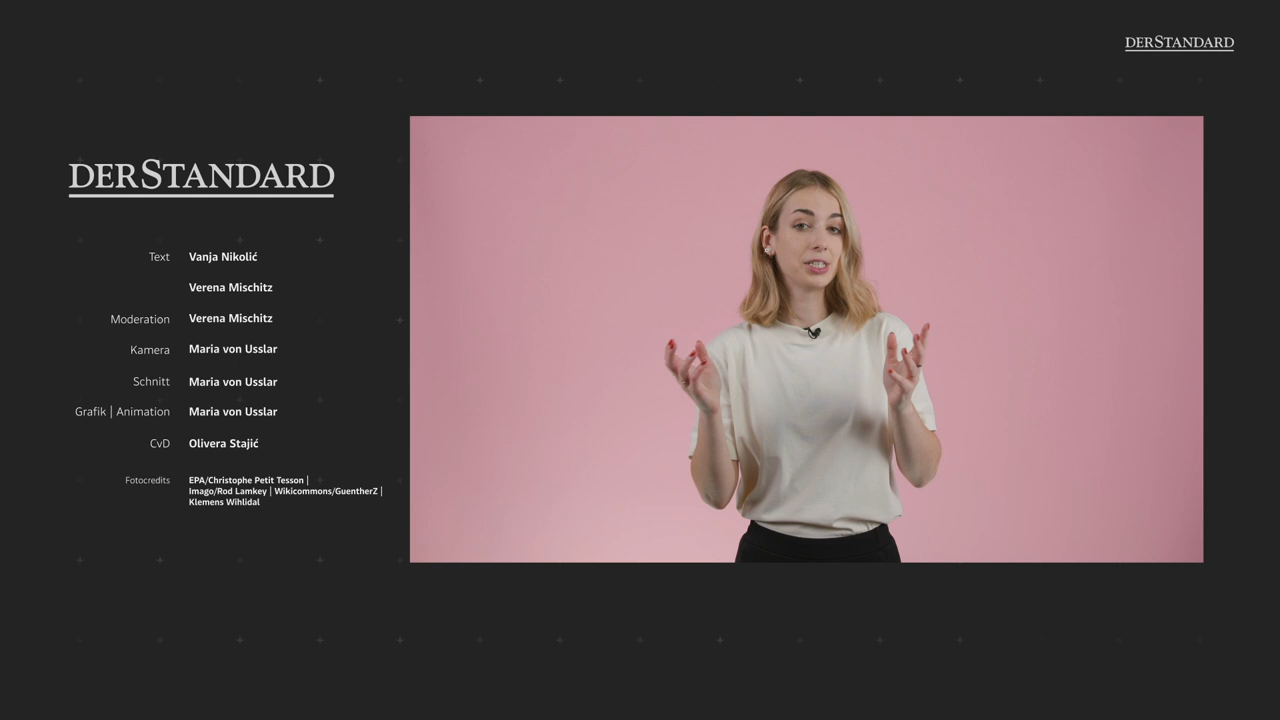 DERSTANDARD
DERSTANDARD
Text Vanja Nikolić
Verena Mischitz
Moderation Verena Mischitz
Kamera Maria von Usslar
Schnitt Maria von Usslar
Grafik | Animation Maria von Usslar
CvD Olivera Stajić
Fotocredits EPA/Christophe Petit Tesson |
Imago/Rod Lamkey | Wikicommons/GuentherZ |
Klemens Wihlidal